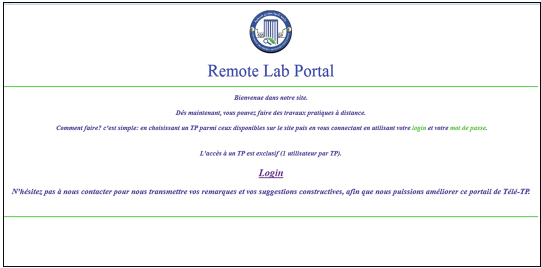 Remote Lab Portal
Bienvenue dans notre site.
Dés maintenant, vous pouvez faire des travaux pratiques à distance.
Comment faire? c'est simple: en choisissant un TP parmi ceux disponibles sur le site puis en vous connectant en utilisant votre login et votre mot de passe.
L'accès à un TP est exclusif (1 utilisateur par TP).
Login
N'hésitez pas à nous contacter pour nous transmettre vos remarques et vos suggestions constructives, afin que nous puissions améliorer ce portail de Télé-TP.